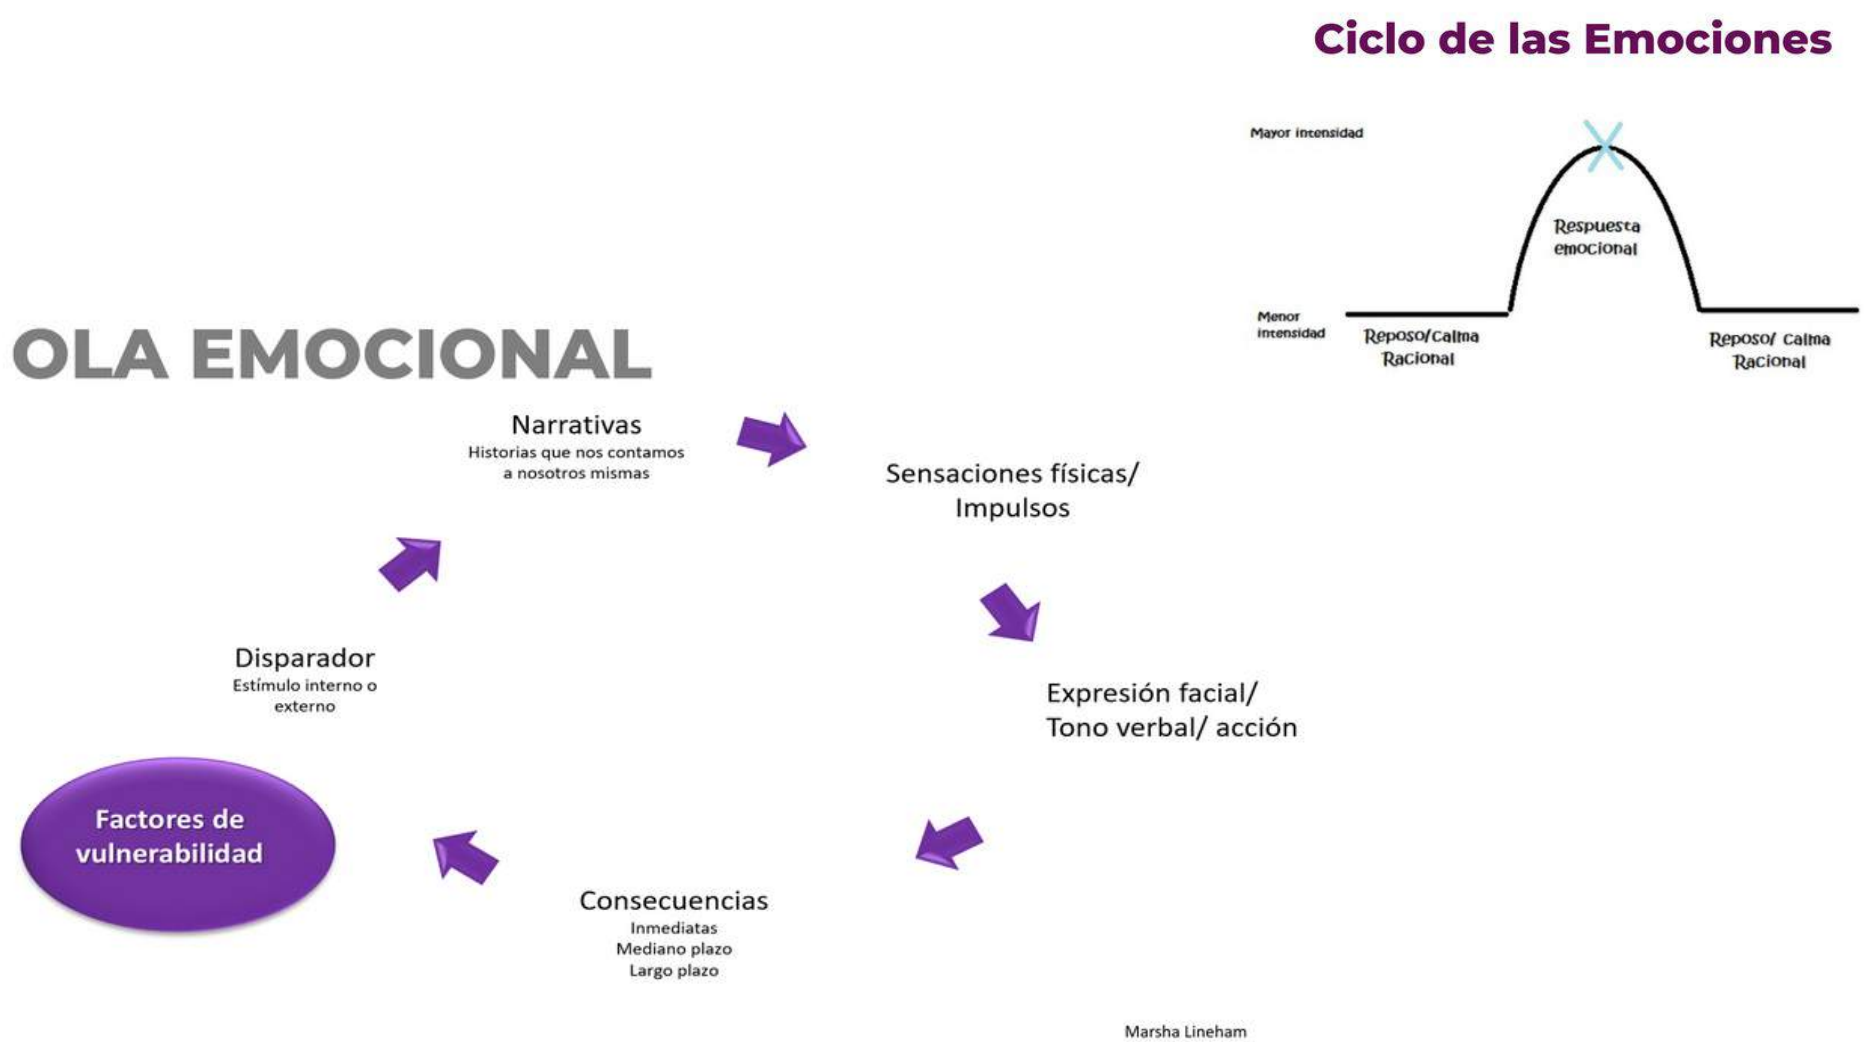 Ciclo de las Emociones
Mayor intensidad
Respuesta
emocional
Menor
intensidad
Reposo/Calma
Racional
Reposo/ Calma
Racional
OLA EMOCIONAL
Narrativas
Historias que nos contamos
a nosotros mismas
Sensaciones físicas/
Impulsos
Disparador
Estímulo interno o
externo
Expresión facial/
Tono verbal/ acción
Factores de
vulnerabilidad
Consecuencias
Inmediatas
Mediano plazo
Largo plazo
Marsha Lineham